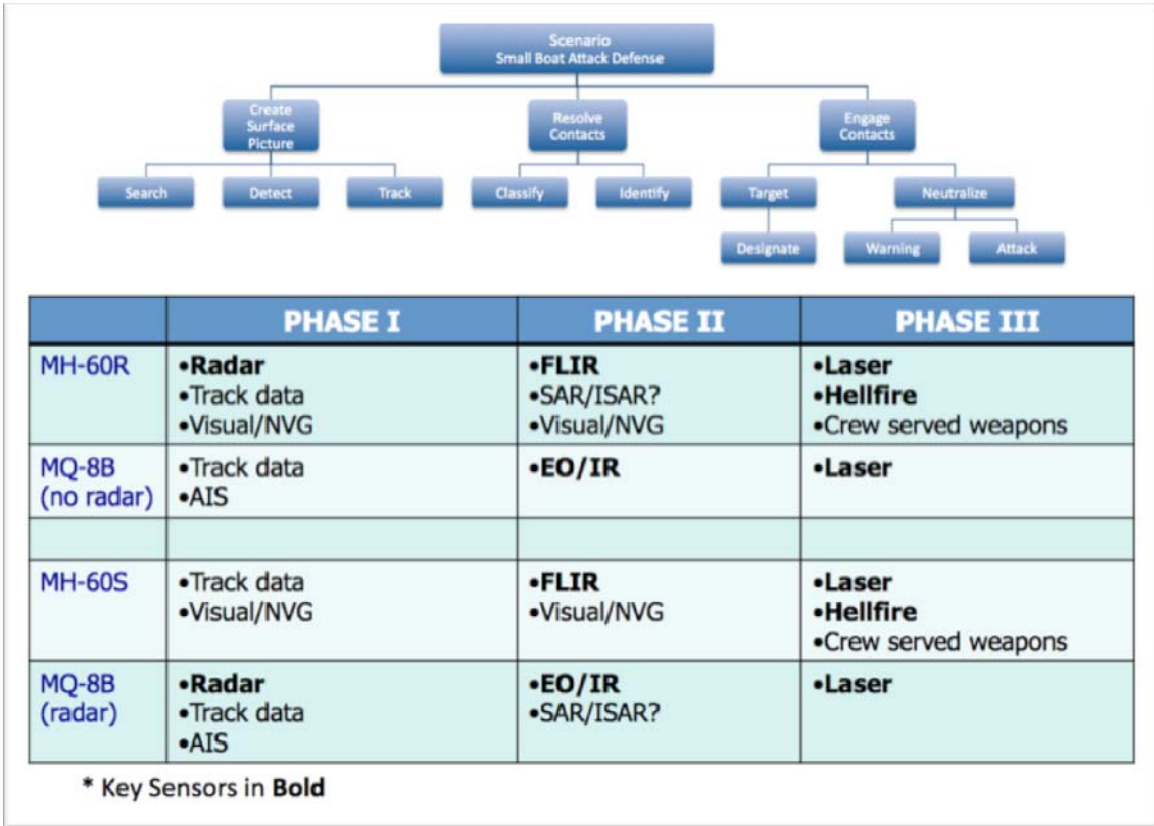 Scenario
Small Boat Attack Defense
Create
Surface
Picture
Resolve
Contacts
Engage
Contacts
Search
Detect
Track
Classify
Identify
Target
Neutralize
Designate
Warning
Attack
PHASE I
PHASE II
PHASE III
MH-60R
•Radar
•Track data
•Visual/NVG
•FLIR
•SAR/ISAR?
•Visual/NVG
•Laser
•Hellfire
•Crew served weapons
MQ-8B
(no radar)
•Track data
•AIS
•EO/IR
•Laser
MH-60S
•Track data
•Visual/NVG
•FLIR
•Visual/NVG
•Laser
•Hellfire
•Crew served weapons
MQ-8B
(radar)
•Radar
•Track data
•AIS
•EO/IR
•SAR/ISAR?
•Laser
* Key Sensors in Bold